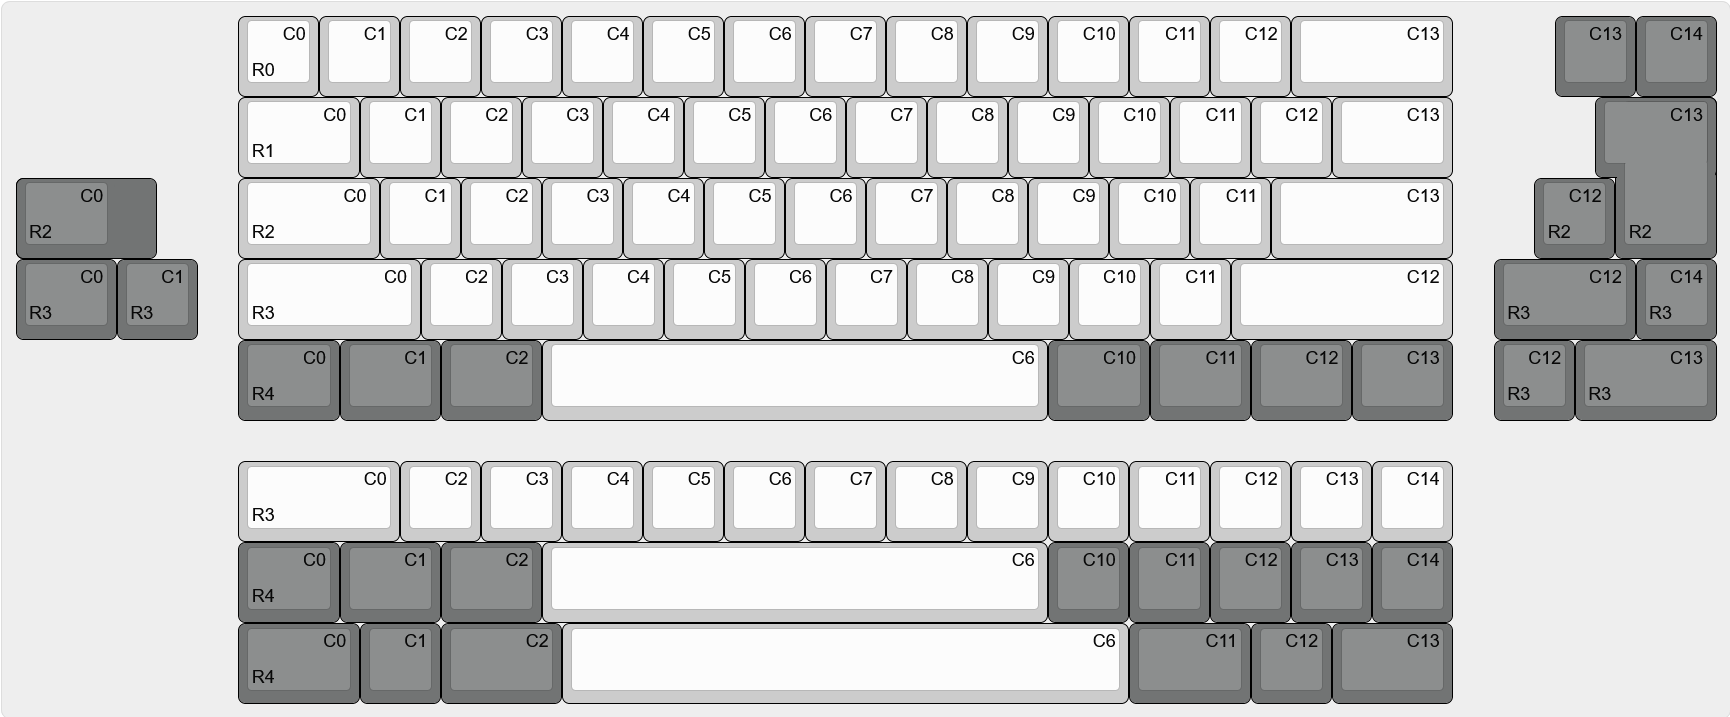 C0 C1 C2 C3 C4 C5 C6 C7 C8 C9 C10 C11 C12 C13 C13 C14
R0
C0 C1 C2 C3 C4 C5 C6 C7 C8 C9 C10 C11 C12 C13 C13
R1
C0 C0 C1 C2 C3 C4 C5 C6 C7 C8 C9 C10 C11 C13 C12
R2 R2 R2 R2
C0 C1 C0 C2 C3 C4 C5 C6 C7 C8 C9 C10 C11 C12 C12 C14
R3 R3 R3 R3 R3
C0 C1 C2 C6 C10 C11 C12 C13 C12 C13
R4 R3 R3
C0 C2 C3 C4 C5 C6 C7 C8 C9 C10 C11 C12 C13 C14
R3
C0 C1 C2 C6 C10 C11 C12 C13 C14
R4
C0 C1 C2 C6 C11 C12 C13
R4